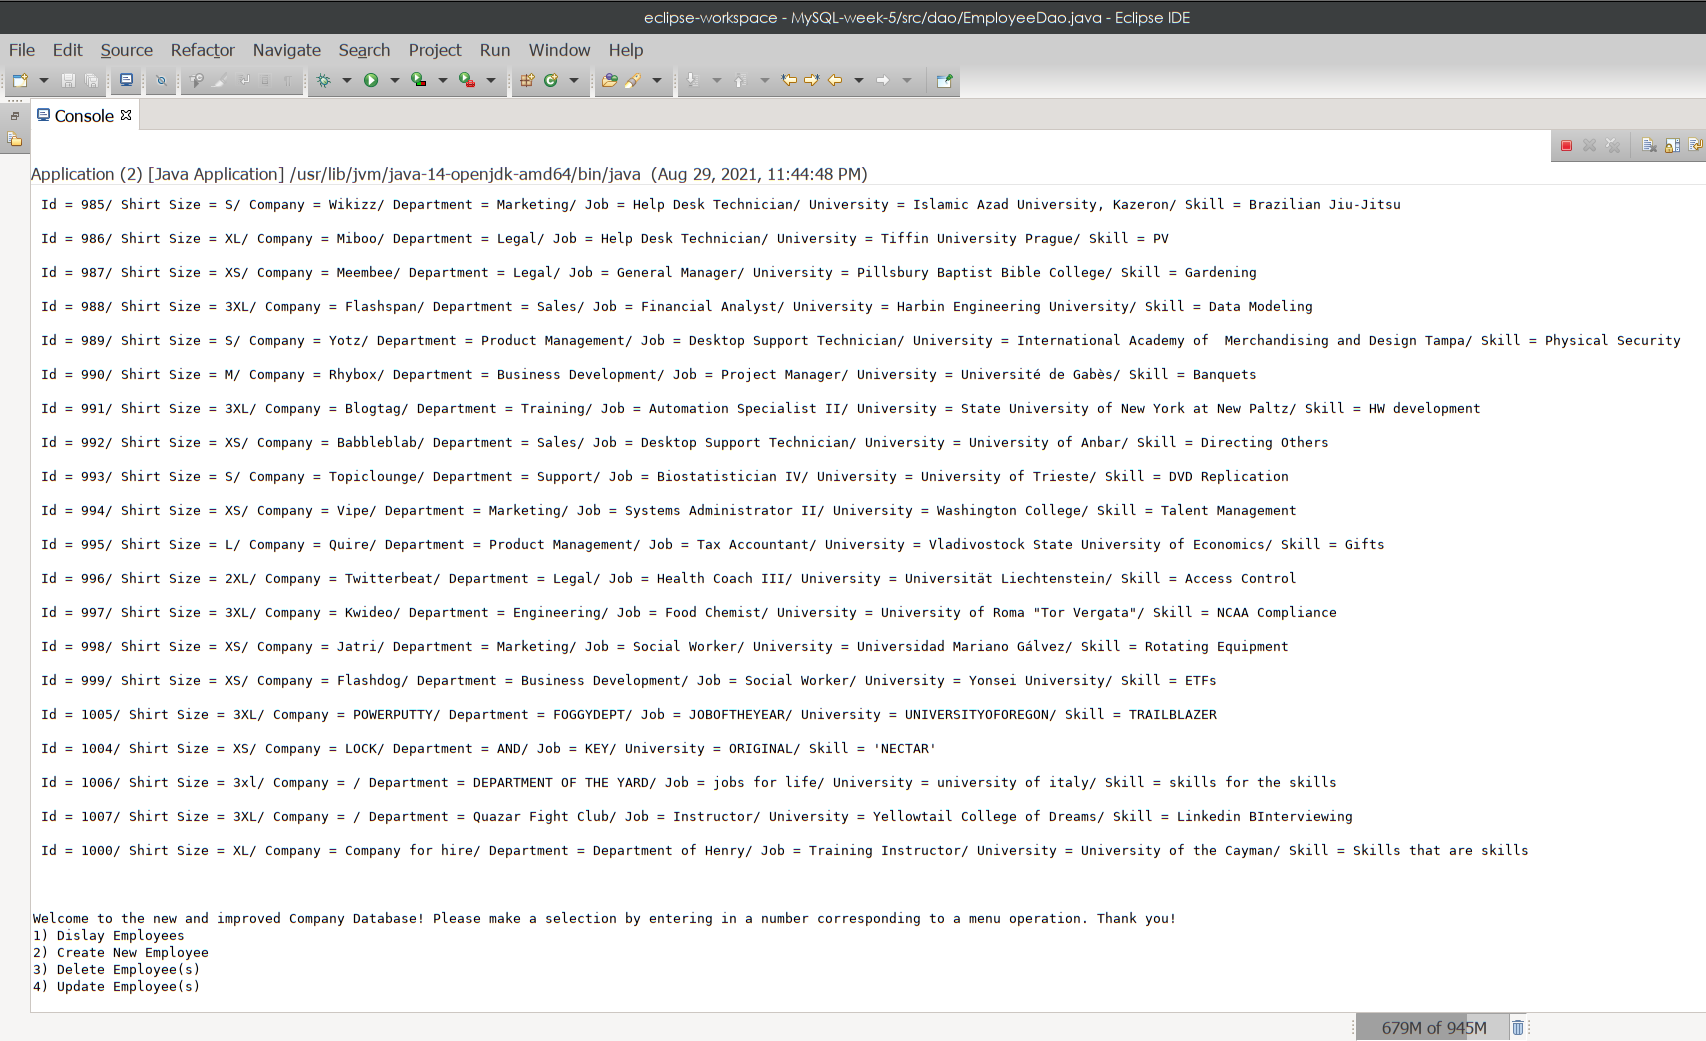 eclipse-workspace - MySQL-week-5/src/dao/EmployeeDao.java - Eclipse IDE
File Edit Source Refactor Navigate Search Project Run Window Help
Console
Application (2) [Java Application] /usr/lib/jvm/java-14-openjdk-amd64/bin/java (Aug 29, 2021, 11:44:48 PM)
Id = 985/ Shirt Size = S/ Company = Wikizz/ Department = Marketing/ Job = Help Desk Technician/ University = Islamic Azad University, Kazeron/ Skill = Brazilian Jiu-Jitsu
Id = 986/ Shirt Size = XL/ Company = Miboo/ Department = Legal/ Job = Help Desk Technician/ University = Tiffin University Prague/ Skill = PV
Id = 987/ Shirt Size = XS/ Company = Meembee/ Department = Legal/ Job = General Manager/ University = Pillsbury Baptist Bible College/ Skill = Gardening
Id = 988/ Shirt Size = 3XL/ Company = Flashspan/ Department = Sales/ Job = Financial Analyst/ University = Harbin Engineering University/ Skill = Data Modeling
Id = 989/ Shirt Size = S/ Company = Yotz/ Department = Product Management/ Job = Desktop Support Technician/ University = International Academy of  Merchandising and Design Tampa/ Skill = Physical Security
Id = 990/ Shirt Size = M/ Company = Rhybox/ Department = Business Development/ Job = Project Manager/ University = Université de Gabès/ Skill = Banquets
Id = 991/ Shirt Size = 3XL/ Company = Blogtag/ Department = Training/ Job = Automation Specialist II/ University = State University of New York at New Paltz/ Skill = HW development
Id = 992/ Shirt Size = XS/ Company = Babbleblab/ Department = Sales/ Job = Desktop Support Technician/ University = University of Anbar/ Skill = Directing Others
Id = 993/ Shirt Size = S/ Company = Topiclounge/ Department = Support/ Job = Biostatistician IV/ University = University of Trieste/ Skill = DVD Replication
Id = 994/ Shirt Size = XS/ Company = Vipe/ Department = Marketing/ Job = Systems Administrator II/ University = Washington College/ Skill = Talent Management
Id = 995/ Shirt Size = L/ Company = Quire/ Department = Product Management/ Job = Tax Accountant/ University = Vladivostock State University of Economics/ Skill = Gifts
Id = 996/ Shirt Size = 2XL/ Company = Twitterbeat/ Department = Legal/ Job = Health Coach III/ University = Universität Liechtenstein/ Skill = Access Control
Id = 997/ Shirt Size = 3XL/ Company = Kwideo/ Department = Engineering/ Job = Food Chemist/ University = University of Roma "Tor Vergata"/ Skill = NCAA Compliance
Id = 998/ Shirt Size = XS/ Company = Jatri/ Department = Marketing/ Job = Social Worker/ University = Universidad Mariano Gálvez/ Skill = Rotating Equipment
Id = 999/ Shirt Size = XS/ Company = Flashdog/ Department = Business Development/ Job = Social Worker/ University = Yonsei University/ Skill = ETFs
Id = 1005/ Shirt Size = 3XL/ Company = POWERPUTTY/ Department = FOGGYDEPT/ Job = JOBOFTHEYEAR/ University = UNIVERSITYOFOREGON/ Skill = TRAILBLAZER
Id = 1004/ Shirt Size = XS/ Company = LOCK/ Department = AND/ Job = KEY/ University = ORIGINAL/ Skill = 'NECTAR'
Id = 1006/ Shirt Size = 3xl/ Company = / Department = DEPARTMENT OF THE YARD/ Job = jobs for life/ University = university of italy/ Skill = skills for the skills
Id = 1007/ Shirt Size = 3XL/ Company = / Department = Quazar Fight Club/ Job = Instructor/ University = Yellowtail College of Dreams/ Skill = Linkedin BInterviewing
Id = 1000/ Shirt Size = XL/ Company = Company for hire/ Department = Department of Henry/ Job = Training Instructor/ University = University of the Cayman/ Skill = Skills that are skills
Welcome to the new and improved Company Database! Please make a selection by entering in a number corresponding to a menu operation. Thank you!
1) Dislay Employees
2) Create New Employee
3) Delete Employee(s)
4) Update Employee(s)
679M of 945M